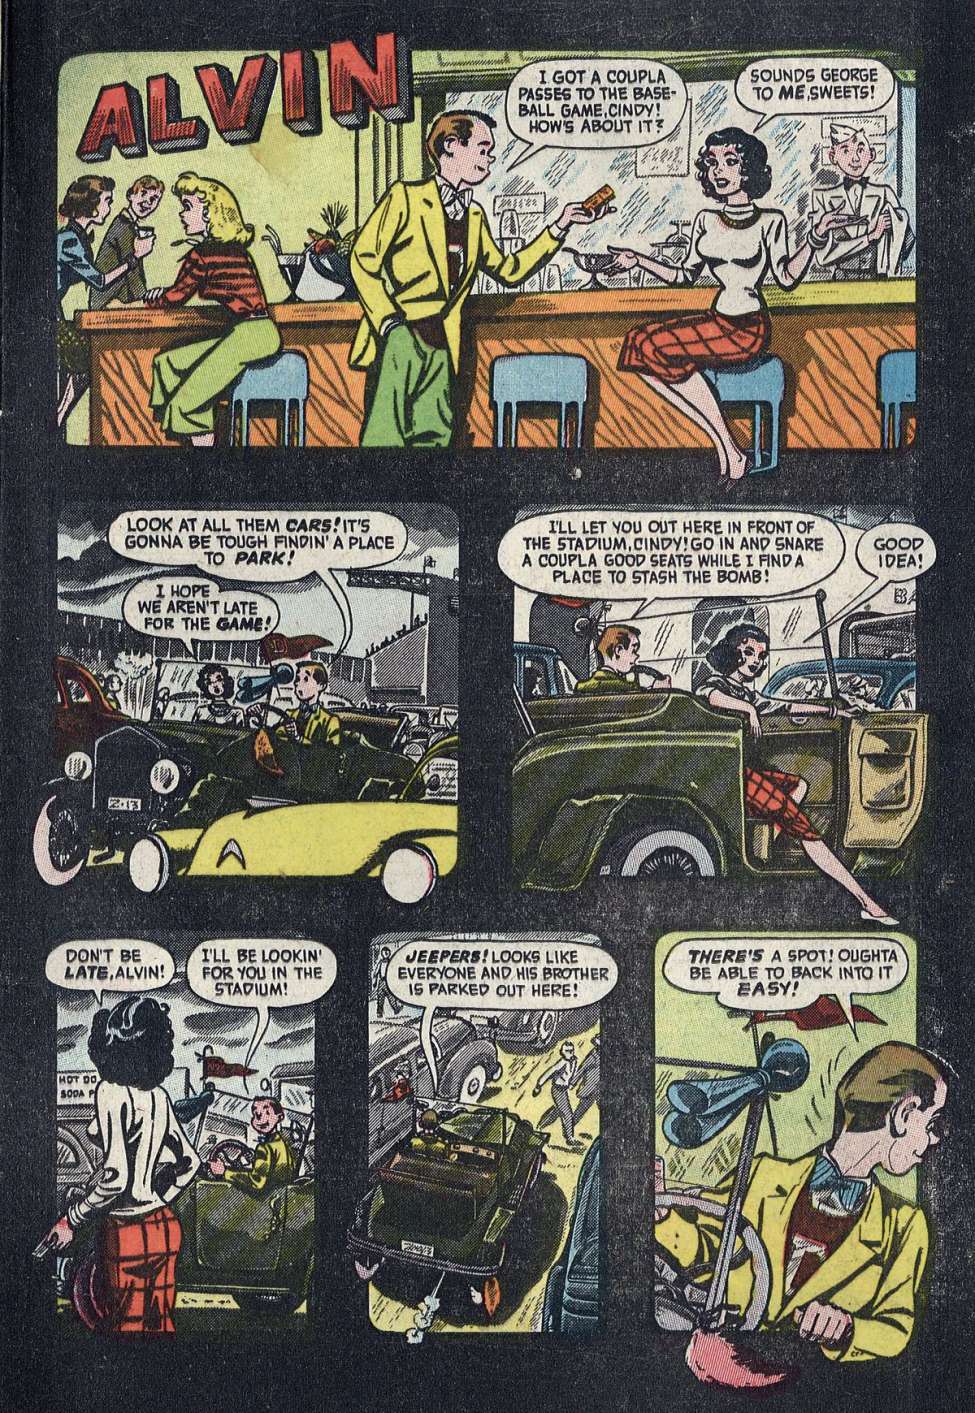 ALVIN
I GOT A COUPLA
PASSES TO THE BASE-
BALL GAME, CINDY!
HOW'S ABOUT IT?
SOUNDS GEORGE
TO ME, SWEETS!
LOOK AT ALL THEM CARS! IT'S
GONNA BE TOUGH FINDIN' A PLACE
TO PARK!
I HOPE
WE AREN'T LATE
FOR THE GAME!
D
Z-13
I'LL LET YOU OUT HERE IN FRONT OF
THE STADIUM, CINDY! GO IN AND SNARE
A COUPLA GOOD SEATS WHILE I FIND A
PLACE TO STASH THE BOMB!
GOOD
IDEA!
DON'T BE
LATE, ALVIN!
I'LL BE LOOKIN'
FOR YOU IN THE
STADIUM!
HOT DO
SODA P
JEEPERS! LOOKS LIKE
EVERYONE AND HIS BROTHER
IS PARKED OUT HERE!
THERE'S A SPOT! OUGHTA
BE ABLE TO BACK INTO IT
EASY!